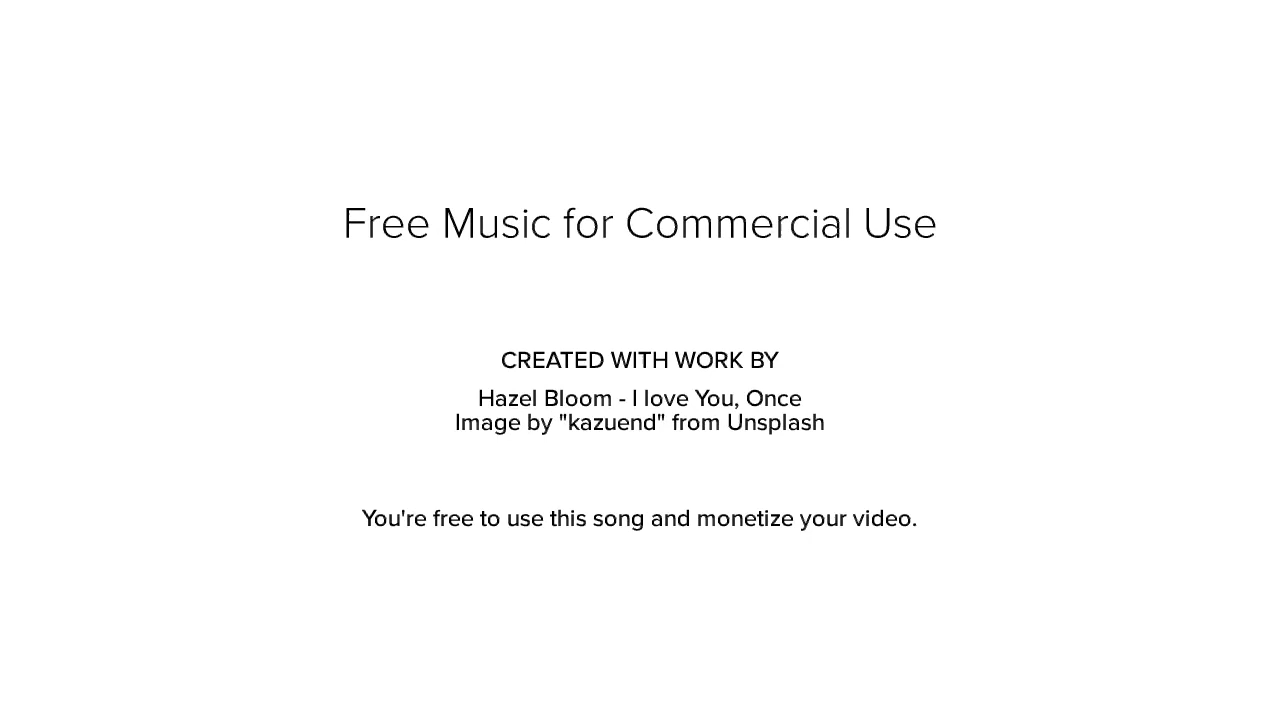 Free Music for Commercial Use
CREATED WITH WORK BY
Hazel Bloom - I love You, Once
Image by "kazuend" from Unsplash
You're free to use this song and monetize your video.